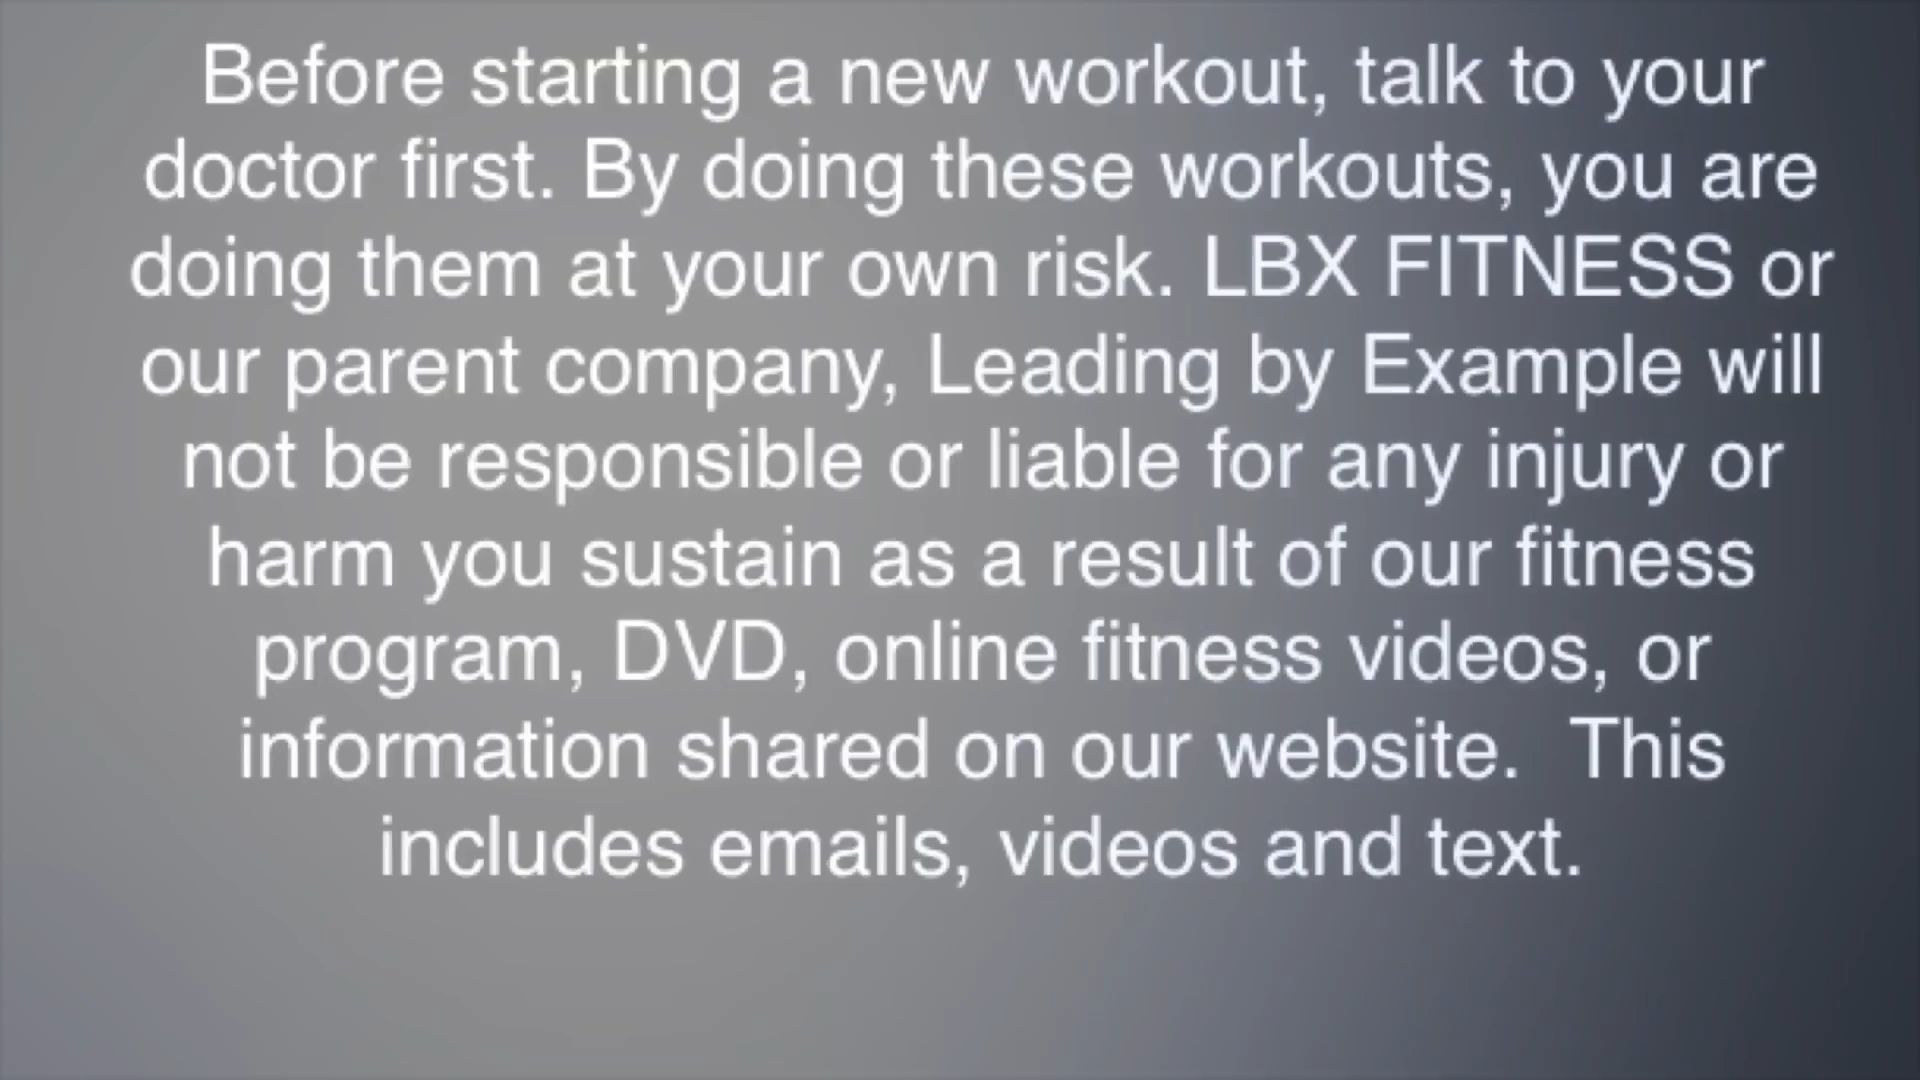 Before starting a new workout, talk to your
doctor first. By doing these workouts, you are
doing them at your own risk. LBX FITNESS or
our parent company, Leading by Example will
not be responsible or liable for any injury or
harm you sustain as a result of our fitness
program, DVD, online fitness videos, or
information shared on our website.  This
includes emails, videos and text.